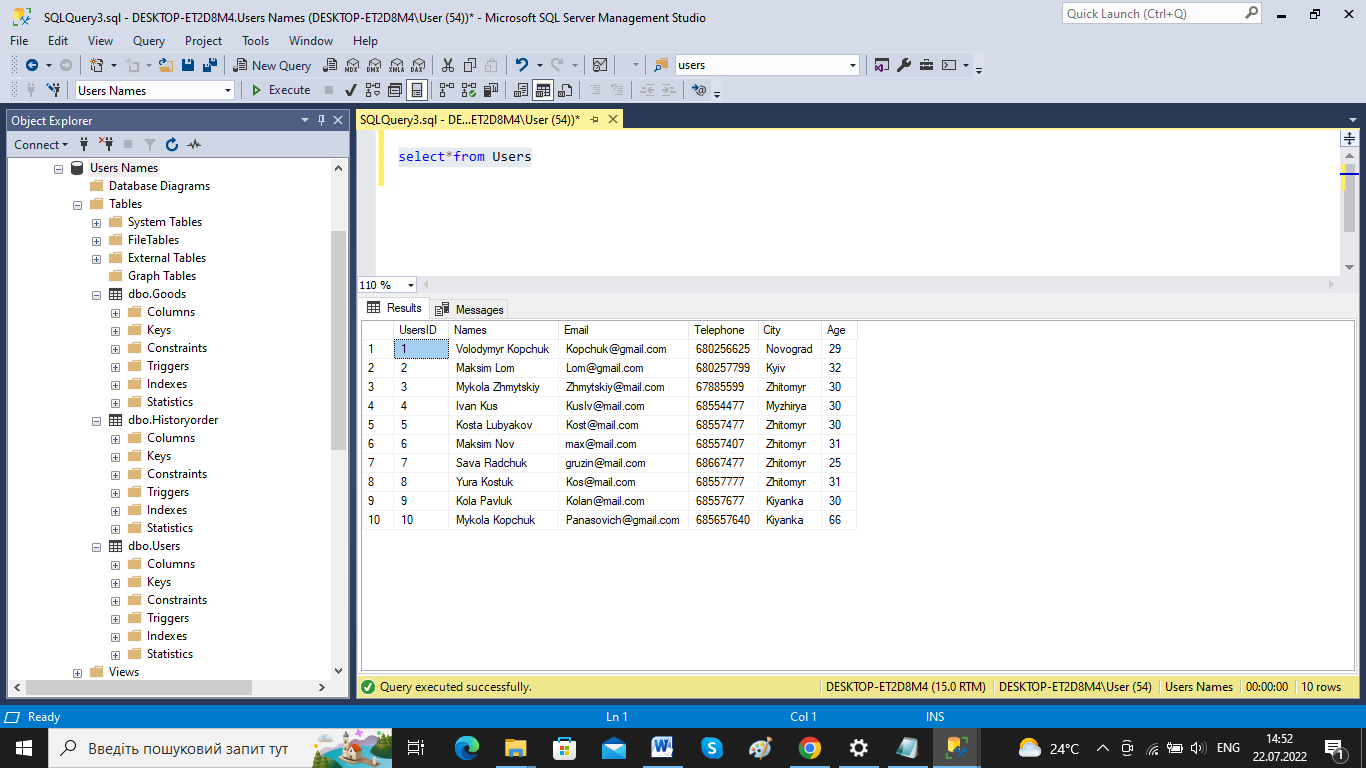 SQLQuery3.sql - DESKTOP-ET2D8M4.Users Names (DESKTOP-ET2D8M4\User (54))* - Microsoft SQL Server Management Studio
Quick Launch (Ctrl+Q)
File Edit View Query Project Tools Window Help
New Query MDX DMX XMLA DAX users
Users Names Execute
Object Explorer
SQLQuery3.sql - DE...ET2D8M4\User (54))*
Connect
select*from Users
Users Names
Database Diagrams
Tables
System Tables
FileTables
External Tables
Graph Tables
dbo.Goods
Columns
Keys
Constraints
Triggers
Indexes
Statistics
dbo.Historyorder
Columns
Keys
Constraints
Triggers
Indexes
Statistics
dbo.Users
Columns
Keys
Constraints
Triggers
Indexes
Statistics
Views
110 %
Results Messages
UsersID Names Email Telephone City Age
1 1 Volodymyr Kopchuk Kopchuk@gmail.com 680256625 Novograd 29
2 2 Maksim Lom Lom@gmail.com 680257799 Kyiv 32
3 3 Mykola Zhmytskiy Zhmytskiy@mail.com 67885599 Zhitomyr 30
4 4 Ivan Kus KusIv@mail.com 68554477 Myzhirya 30
5 5 Kosta Lubyakov Kost@mail.com 68557477 Zhitomyr 30
6 6 Maksim Nov max@mail.com 68557407 Zhitomyr 31
7 7 Sava Radchuk gruzin@mail.com 68667477 Zhitomyr 25
8 8 Yura Kostuk Kos@mail.com 68557777 Zhitomyr 31
9 9 Kola Pavluk Kolan@mail.com 68557677 Kiyanka 30
10 10 Mykola Kopchuk Panasovich@gmail.com 685657640 Kiyanka 66
Query executed successfully. DESKTOP-ET2D8M4 (15.0 RTM) DESKTOP-ET2D8M4\User (54) Users Names 00:00:00 10 rows
Ready Ln 1 Col 1 INS
Введіть пошуковий запит тут
24°C
ENG
14:52
22.07.2022
1